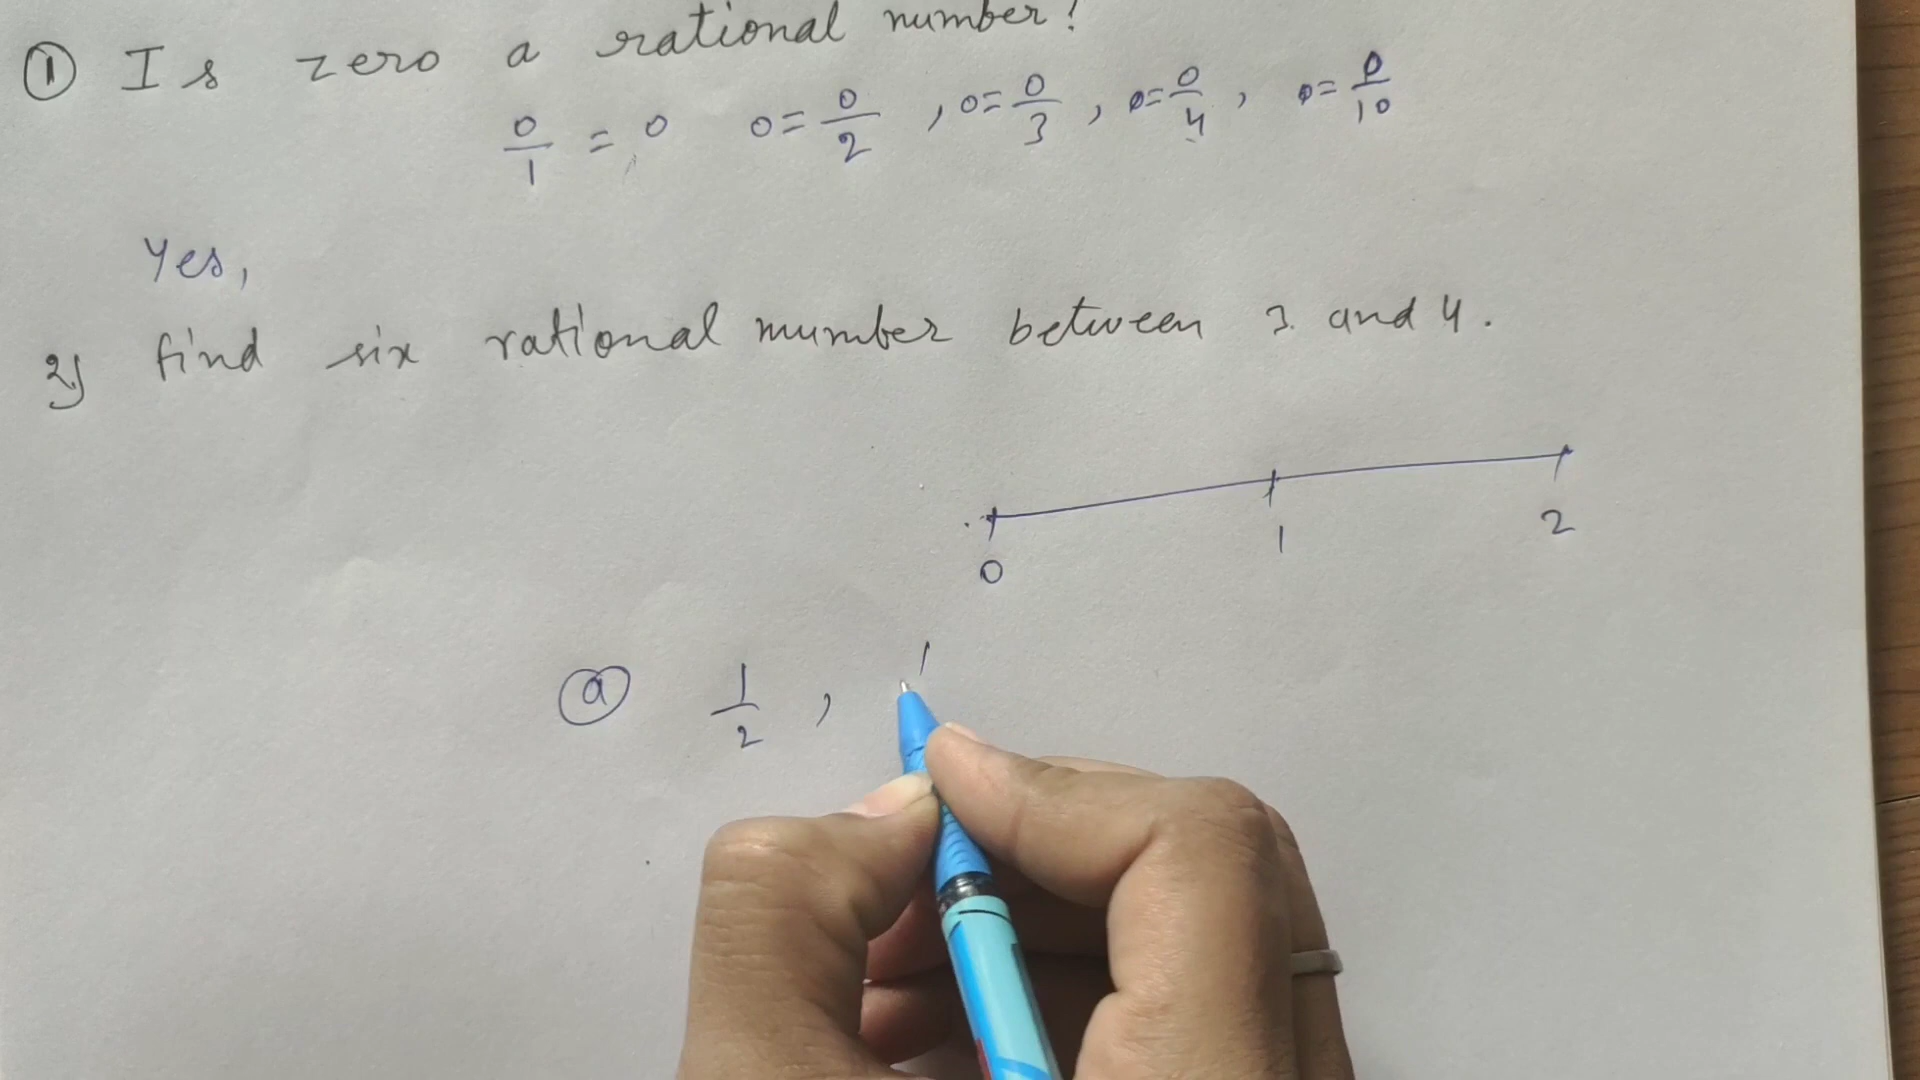 ① Is zero a rational number?
0/1 = 0 0 = 0/2 , 0 = 0/3 , 0 = 0/4 , 0 = 0/10
Yes,
2) find six rational number between 3 and 4.
0 1 2
ⓐ 1/2 , 1